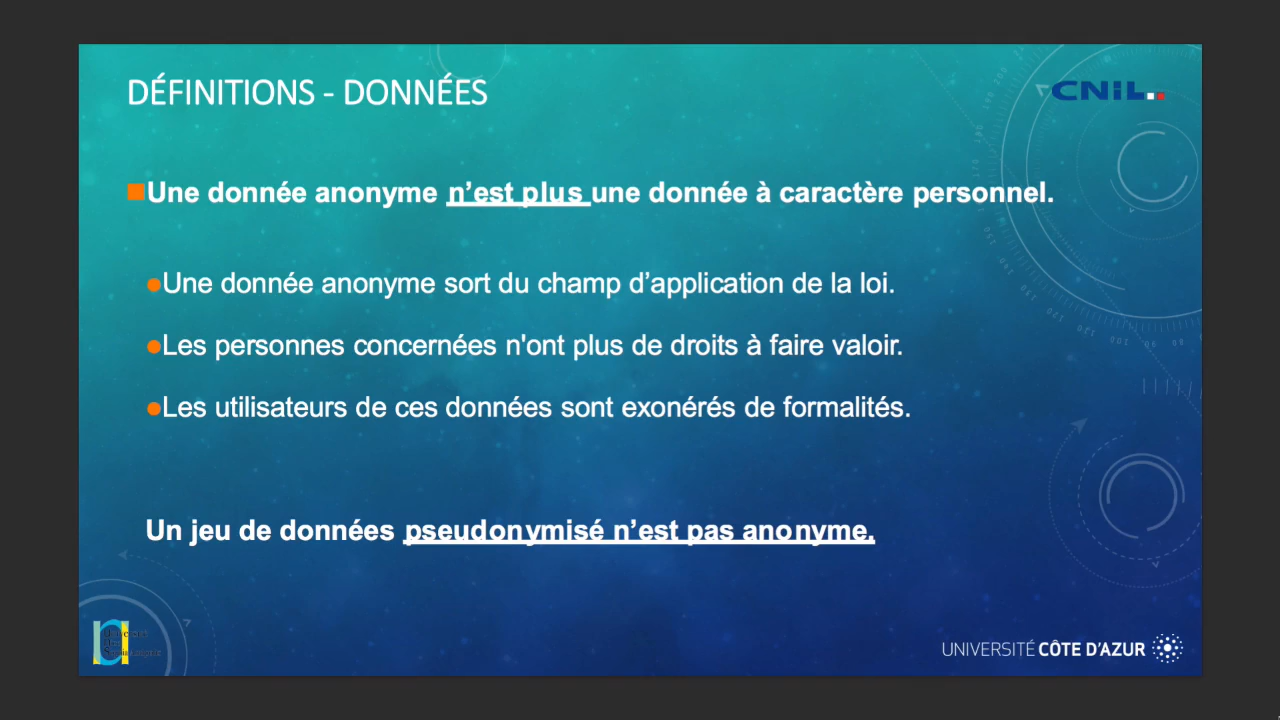 DÉFINITIONS - DONNÉES
CNIL
Une donnée anonyme n’est plus une donnée à caractère personnel.
Une donnée anonyme sort du champ d’application de la loi.
Les personnes concernées n'ont plus de droits à faire valoir.
Les utilisateurs de ces données sont exonérés de formalités.
Un jeu de données pseudonymisé n’est pas anonyme.
UNIVERSITÉ CÔTE D'AZUR